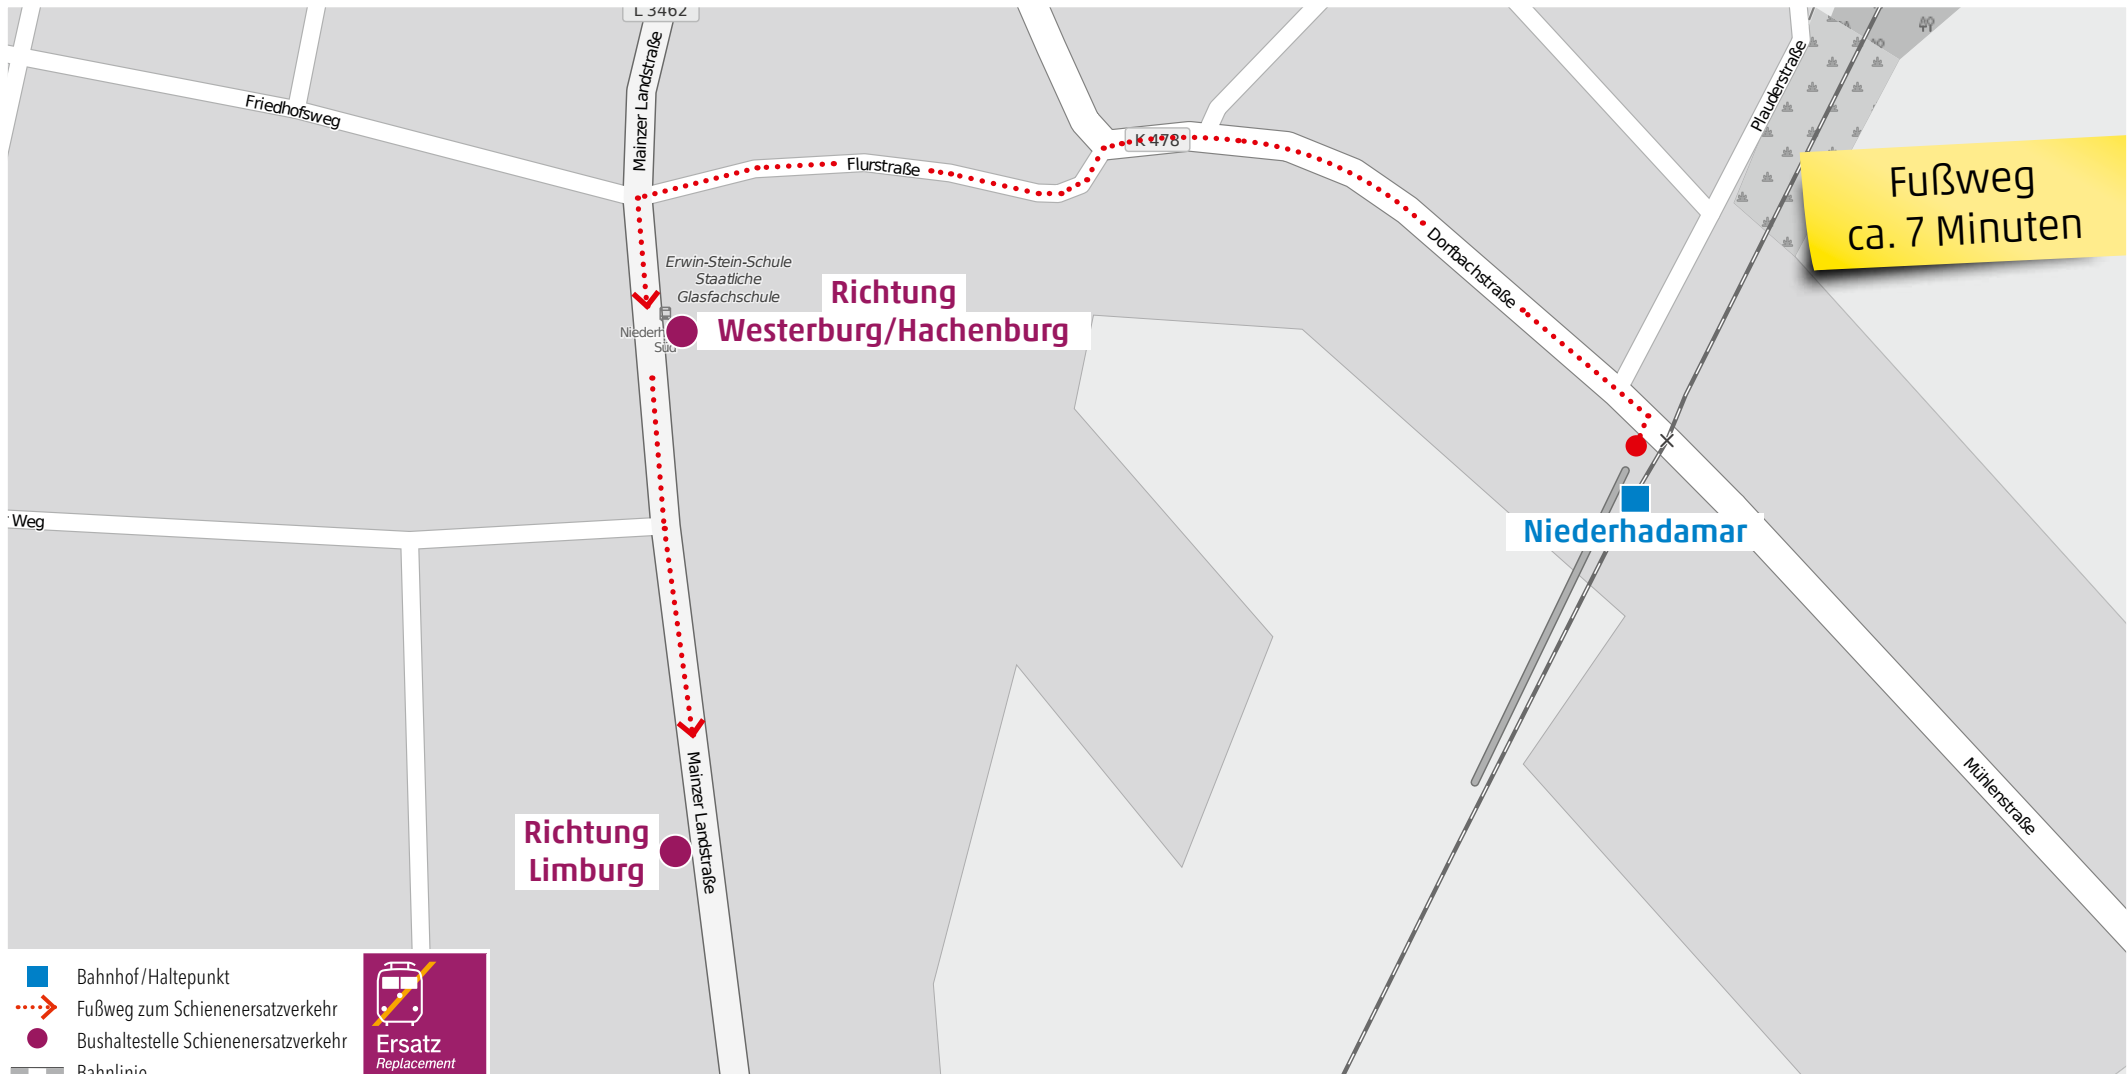 L 3462
Mainzer Landstraße
Friedhofsweg
Flurstraße
K 478
Plauderstraße
Fußweg
ca. 7 Minuten
Dorfbachstraße
Erwin-Stein-Schule
Staatliche
Glasfachschule
Richtung
Westerburg/Hachenburg
Süd
Weg
Niederhadamar
Mühlenstraße
Mainzer Landstraße
Richtung
Limburg
Bahnhof/Haltepunkt
Fußweg zum Schienenersatzverkehr
Bushaltestelle Schienenersatzverkehr
Bahnlinie
Ersatz
Replacement